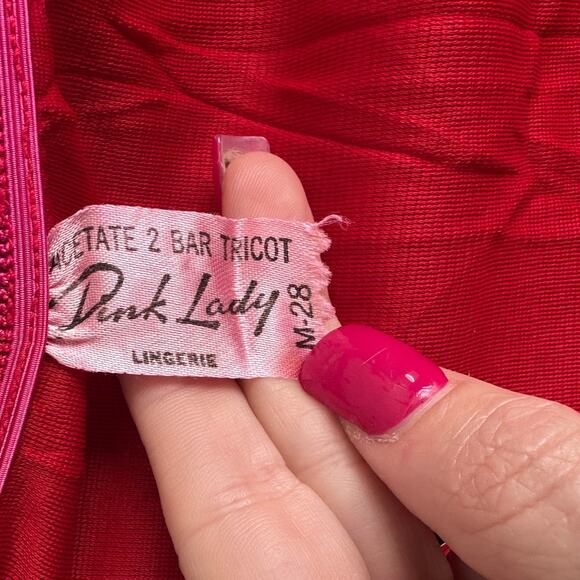 ACETATE 2 BAR TRICOT
Pink Lady
LINGERIE
M-28